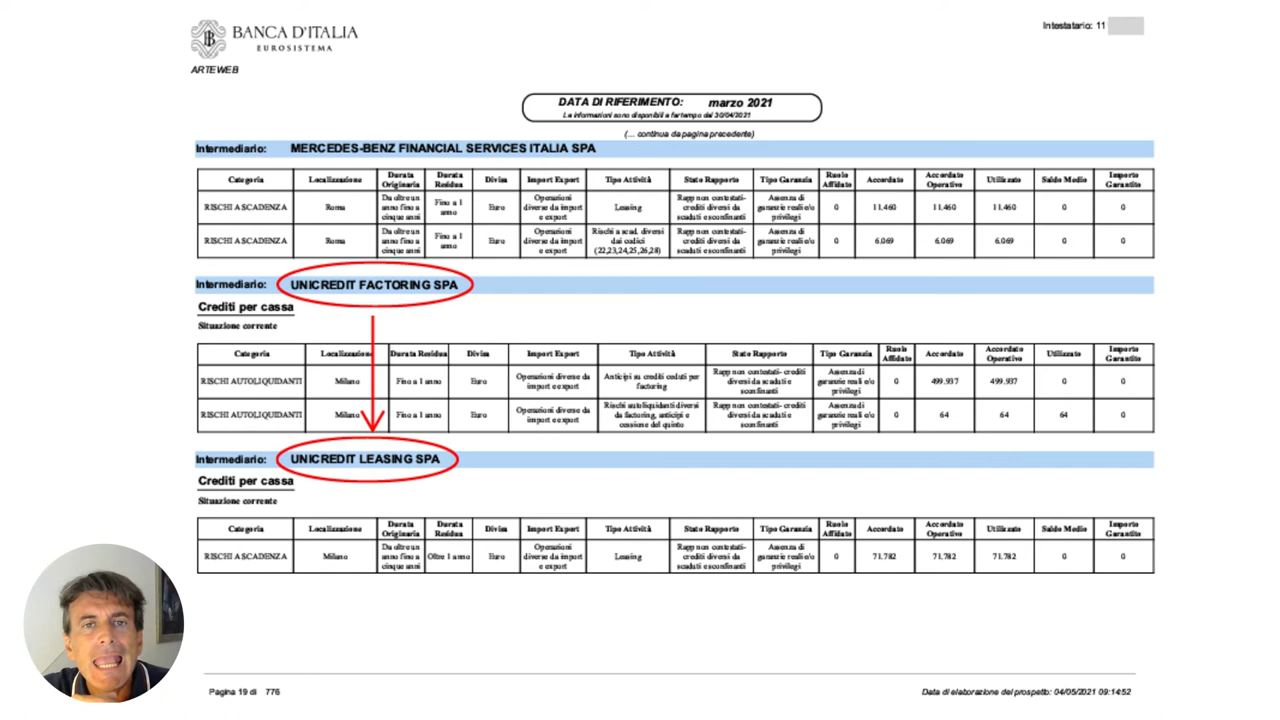 BANCA D'ITALIA
EUROSISTEMA
Intestatario: 11
ARTEWEB
DATA DI RIFERIMENTO: marzo 2021
Le informazioni sono disponibili a far tempo dal 30/04/2021
(... continua da pagina precedente)
Intermediario: MERCEDES-BENZ FINANCIAL SERVICES ITALIA SPA
Categoria Localizzazione Durata Originaria Durata Residua Divisa Import Export Tipo Attività Stato Rapporto Tipo Garanzia Ruolo Affidato Accordato Accordato Operativo Utilizzato Saldo Medio Importo Garantito
RISCHI A SCADENZA Roma Da oltre un anno fino a cinque anni Fino a 1 anno Euro Operazioni diverse da import e export Leasing Rapp non contestati- crediti diversi da scaduti e sconfinanti Assenza di garanzie reali e/o privilegi 0 11.460 11.460 11.460 0 0
RISCHI A SCADENZA Roma Da oltre un anno fino a cinque anni Fino a 1 anno Euro Operazioni diverse da import e export Rischi a scad. diversi dai codici (22,23,24,25,26,28) Rapp non contestati- crediti diversi da scaduti e sconfinanti Assenza di garanzie reali e/o privilegi 0 6.069 6.069 6.069 0 0
Intermediario: UNICREDIT FACTORING SPA
Crediti per cassa
Situazione corrente
Categoria Localizzazione Durata Residua Divisa Import Export Tipo Attività Stato Rapporto Tipo Garanzia Ruolo Affidato Accordato Accordato Operativo Utilizzato Importo Garantito
RISCHI AUTOLIQUIDANTI Milano Fino a 1 anno Euro Operazioni diverse da import e export Anticipi su crediti ceduti per factoring Rapp non contestati- crediti diversi da scaduti e sconfinanti Assenza di garanzie reali e/o privilegi 0 499.937 499.937 0 0
RISCHI AUTOLIQUIDANTI Milano Fino a 1 anno Euro Operazioni diverse da import e export Rischi autoliquidanti diversi da factoring, anticipi e cessione del quinto Rapp non contestati- crediti diversi da scaduti e sconfinanti Assenza di garanzie reali e/o privilegi 0 64 64 64 0
Intermediario: UNICREDIT LEASING SPA
Crediti per cassa
Situazione corrente
Categoria Localizzazione Durata Originaria Durata Residua Divisa Import Export Tipo Attività Stato Rapporto Tipo Garanzia Ruolo Affidato Accordato Accordato Operativo Utilizzato Saldo Medio Importo Garantito
RISCHI A SCADENZA Milano Da oltre un anno fino a cinque anni Oltre 1 anno Euro Operazioni diverse da import e export Leasing Rapp non contestati- crediti diversi da scaduti e sconfinanti Assenza di garanzie reali e/o privilegi 0 71.782 71.782 71.782 0 0
Pagina 19 di 776
Data di elaborazione del prospetto: 04/05/2021 09:14:52